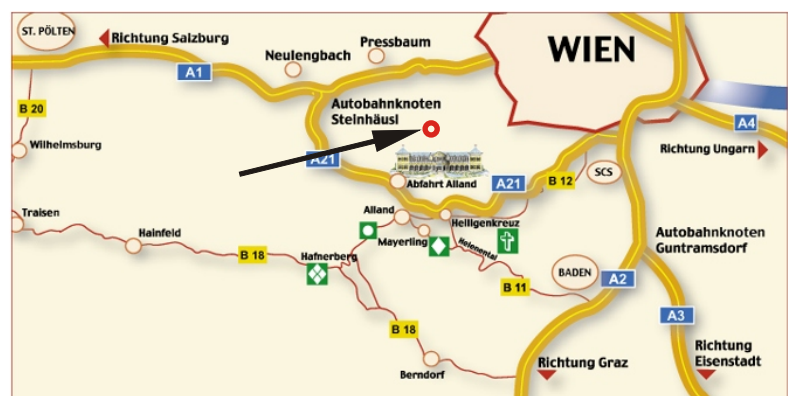 ST. PÖLTEN
Richtung Salzburg
Neulengbach
Pressbaum
WIEN
A1
B 20
Autobahnknoten
Steinhäusl
A4
Richtung Ungarn
Wilhelmsburg
A21
Abfahrt Alland
A21
B 12
SCS
Traisen
Hainfeld
Alland
Heiligenkreuz
Mayerling
Helenental
B 18
Hafnerberg
Autobahnknoten
Guntramsdorf
BADEN
A2
B 11
A3
B 18
Richtung
Eisenstadt
Richtung Graz
Berndorf